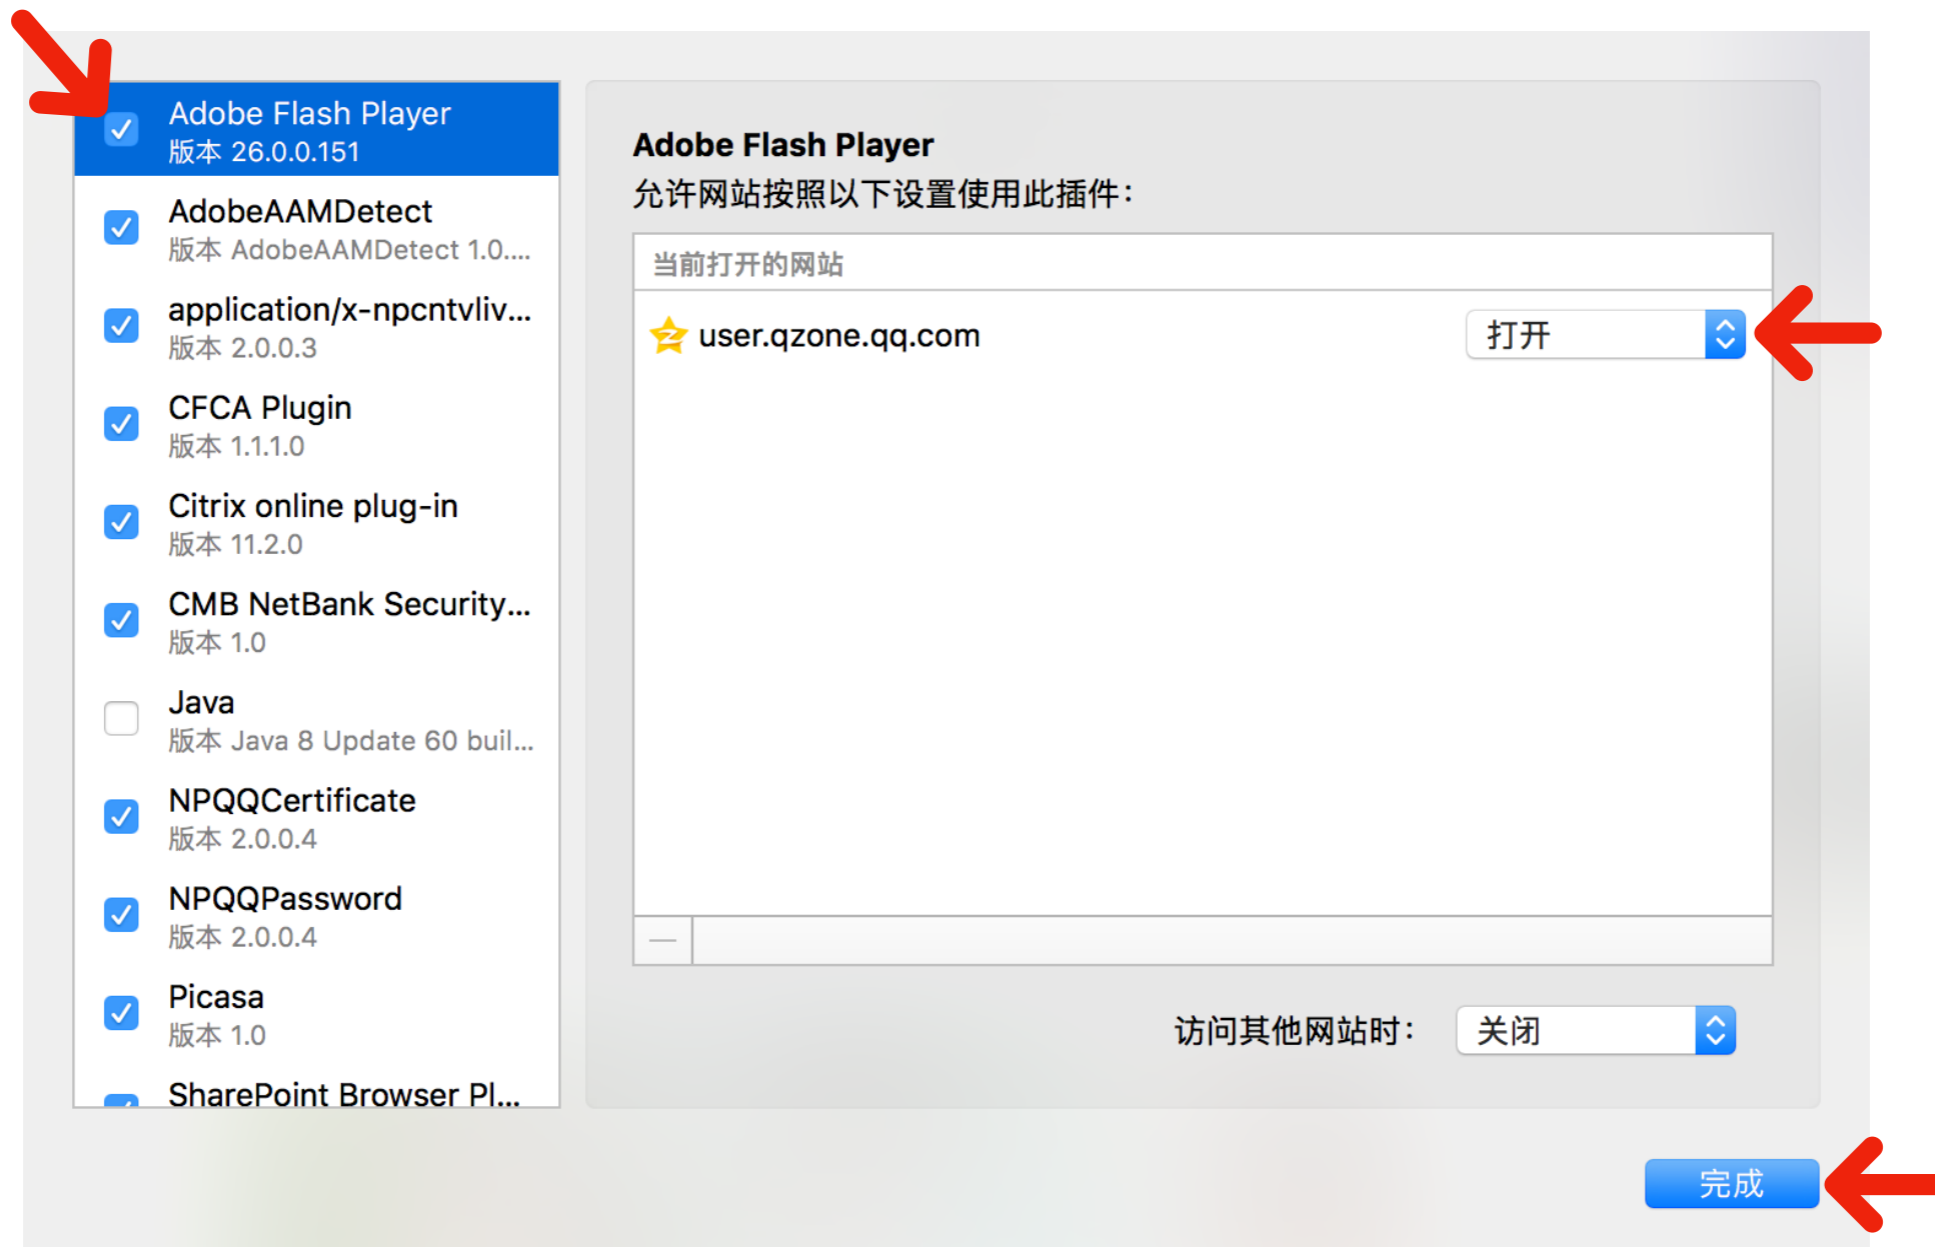 Adobe Flash Player
版本 26.0.0.151
AdobeAAMDetect
版本 AdobeAAMDetect 1.0....
application/x-npcntvliv...
版本 2.0.0.3
CFCA Plugin
版本 1.1.1.0
Citrix online plug-in
版本 11.2.0
CMB NetBank Security...
版本 1.0
Java
版本 Java 8 Update 60 buil...
NPQQCertificate
版本 2.0.0.4
NPQQPassword
版本 2.0.0.4
Picasa
版本 1.0
SharePoint Browser Pl...
Adobe Flash Player
允许网站按照以下设置使用此插件：
当前打开的网站
user.qzone.qq.com 打开
访问其他网站时： 关闭
完成